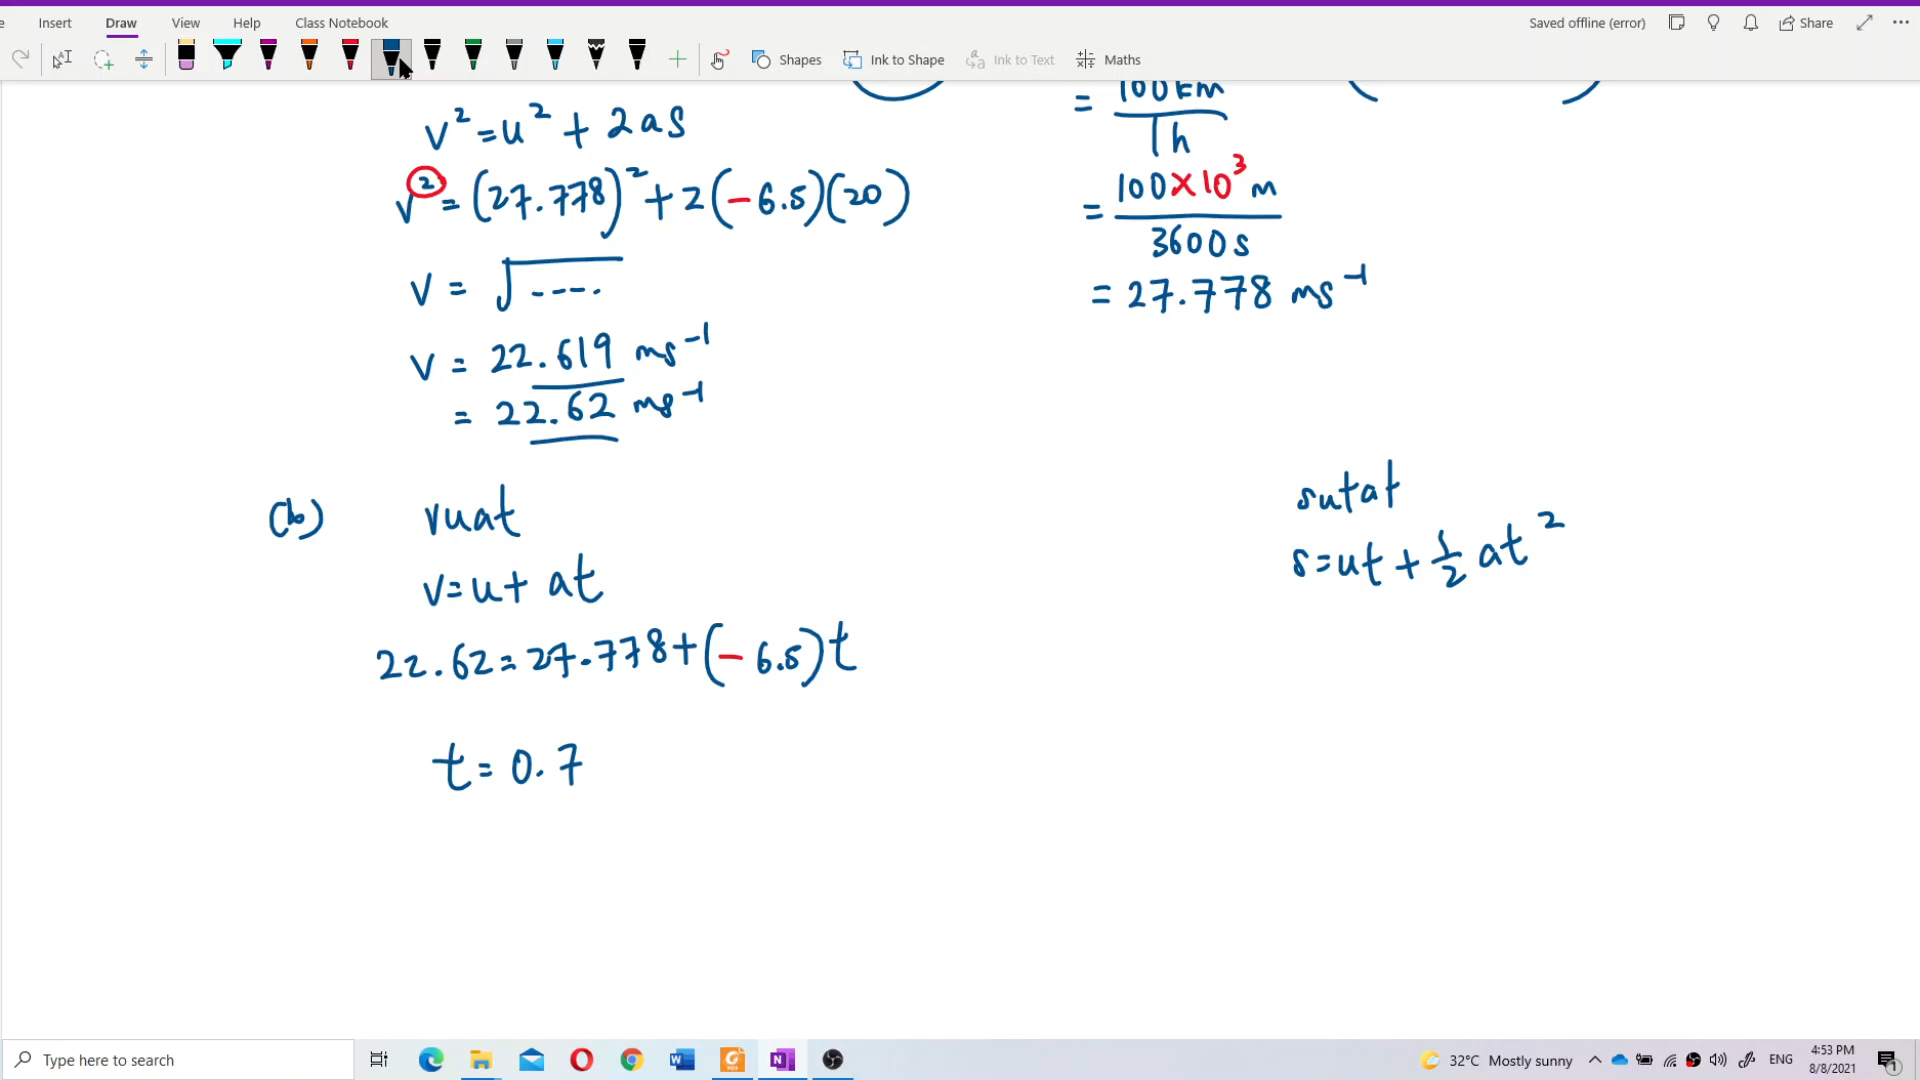 Insert Draw View Help Class Notebook Saved offline (error) Share
Shapes Ink to Shape Ink to Text Maths
v² = u² + 2as
v² = (27.778)² + 2(-6.5)(20)
v = √----.
v = 22.619 ms⁻¹
= 22.62 ms⁻¹
= 100 km
1h
= 100 × 10³ m
3600 s
= 27.778 ms⁻¹
(b) vuat
v = u + at
22.62 = 27.778 + (-6.5)t
t = 0.7
sutat
s = ut + ½ at²
Type here to search
32°C Mostly sunny ENG 4:53 PM
8/8/2021
1